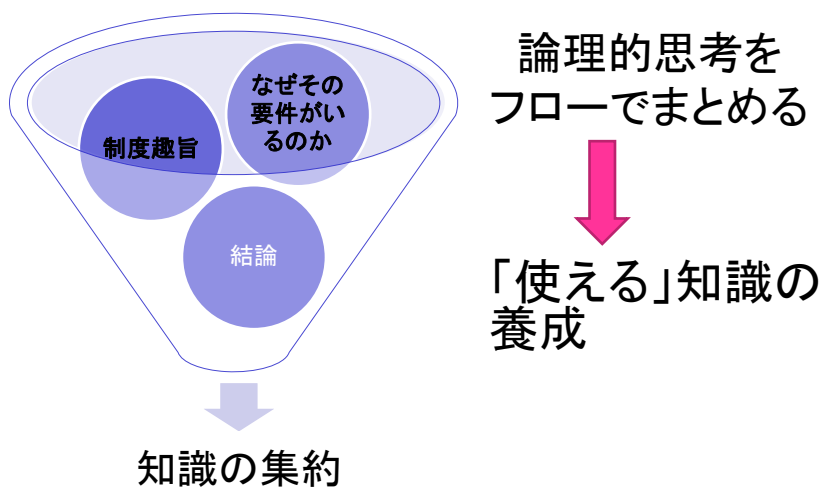 なぜその
要件がい
るのか
制度趣旨
結論
知識の集約
論理的思考を
フローでまとめる
「使える」知識の
養成